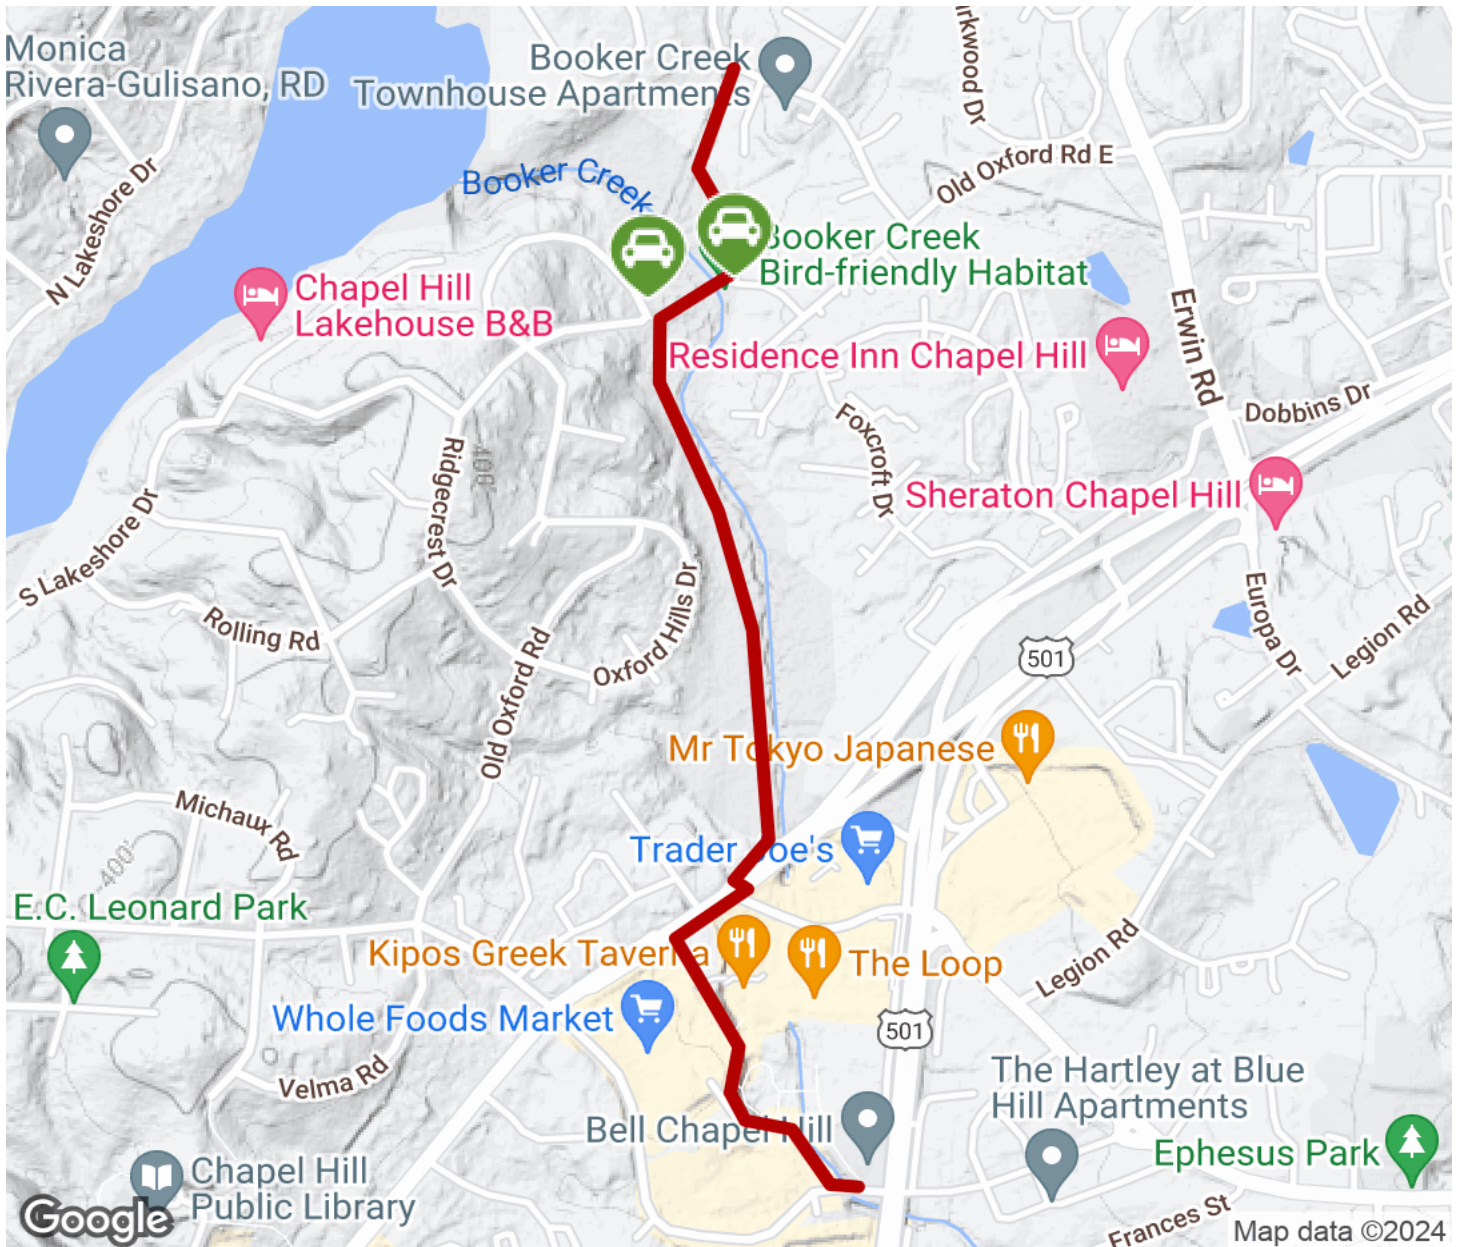 Monica
Rivera-Gulisano, RD
Booker Creek
Townhouse Apartments
irkwood Dr
N Lakeshore Dr
Booker Creek
Old Oxford Rd E
Booker Creek
Bird-friendly Habitat
Chapel Hill
Lakehouse B&B
Erwin Rd
Residence Inn Chapel Hill
Dobbins Dr
Foxcroft Dr
400'
Ridgecrest Dr
Sheraton Chapel Hill
S Lakeshore Dr
Rolling Rd
Oxford Hills Dr
Europa Dr
Legion Rd
501
Old Oxford Rd
Mr Tokyo Japanese
Michaux Rd
400'
Trader Joe's
E.C. Leonard Park
Kipos Greek Taverna
The Loop
Legion Rd
Whole Foods Market
501
Velma Rd
The Hartley at Blue
Hill Apartments
Bell Chapel Hill
Ephesus Park
Chapel Hill
Public Library
Google
Frances St
Map data ©2024